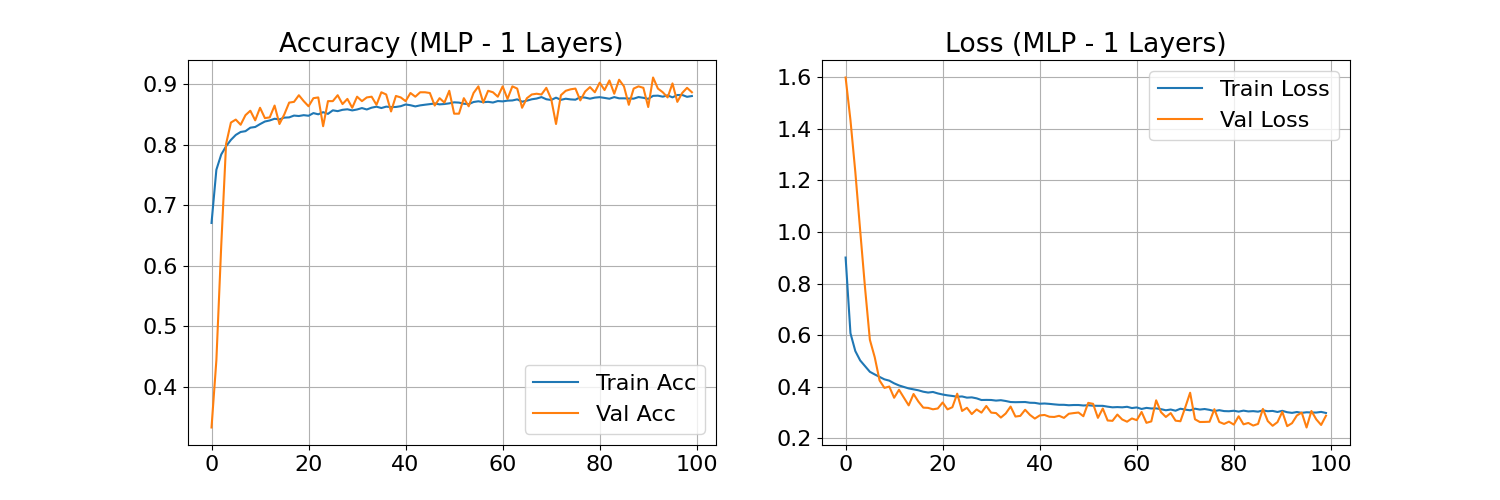 Accuracy (MLP - 1 Layers)
0.9
0.8
0.7
0.6
0.5
0.4
0 20 40 60 80 100
Train Acc
Val Acc
Loss (MLP - 1 Layers)
1.6
1.4
1.2
1.0
0.8
0.6
0.4
0.2
0 20 40 60 80 100
Train Loss
Val Loss